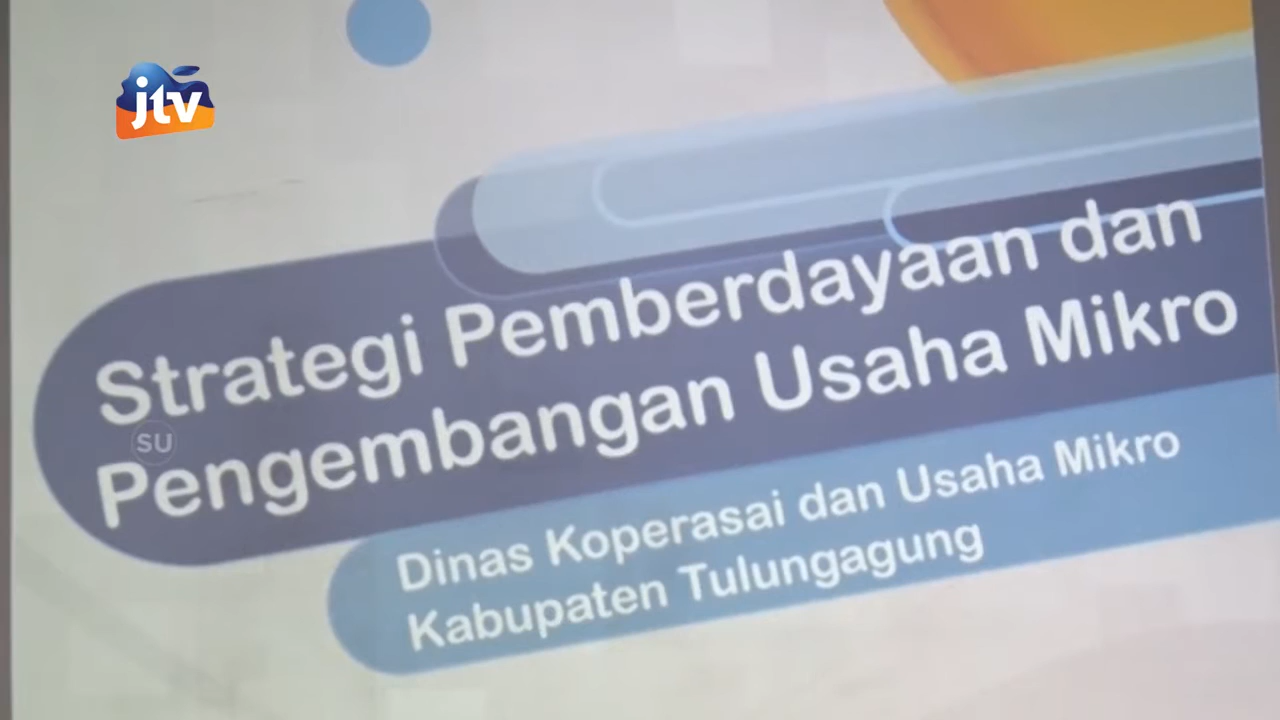 jtv
Strategi Pemberdayaan dan
Pengembangan Usaha Mikro
SU
Dinas Koperasai dan Usaha Mikro
Kabupaten Tulungagung